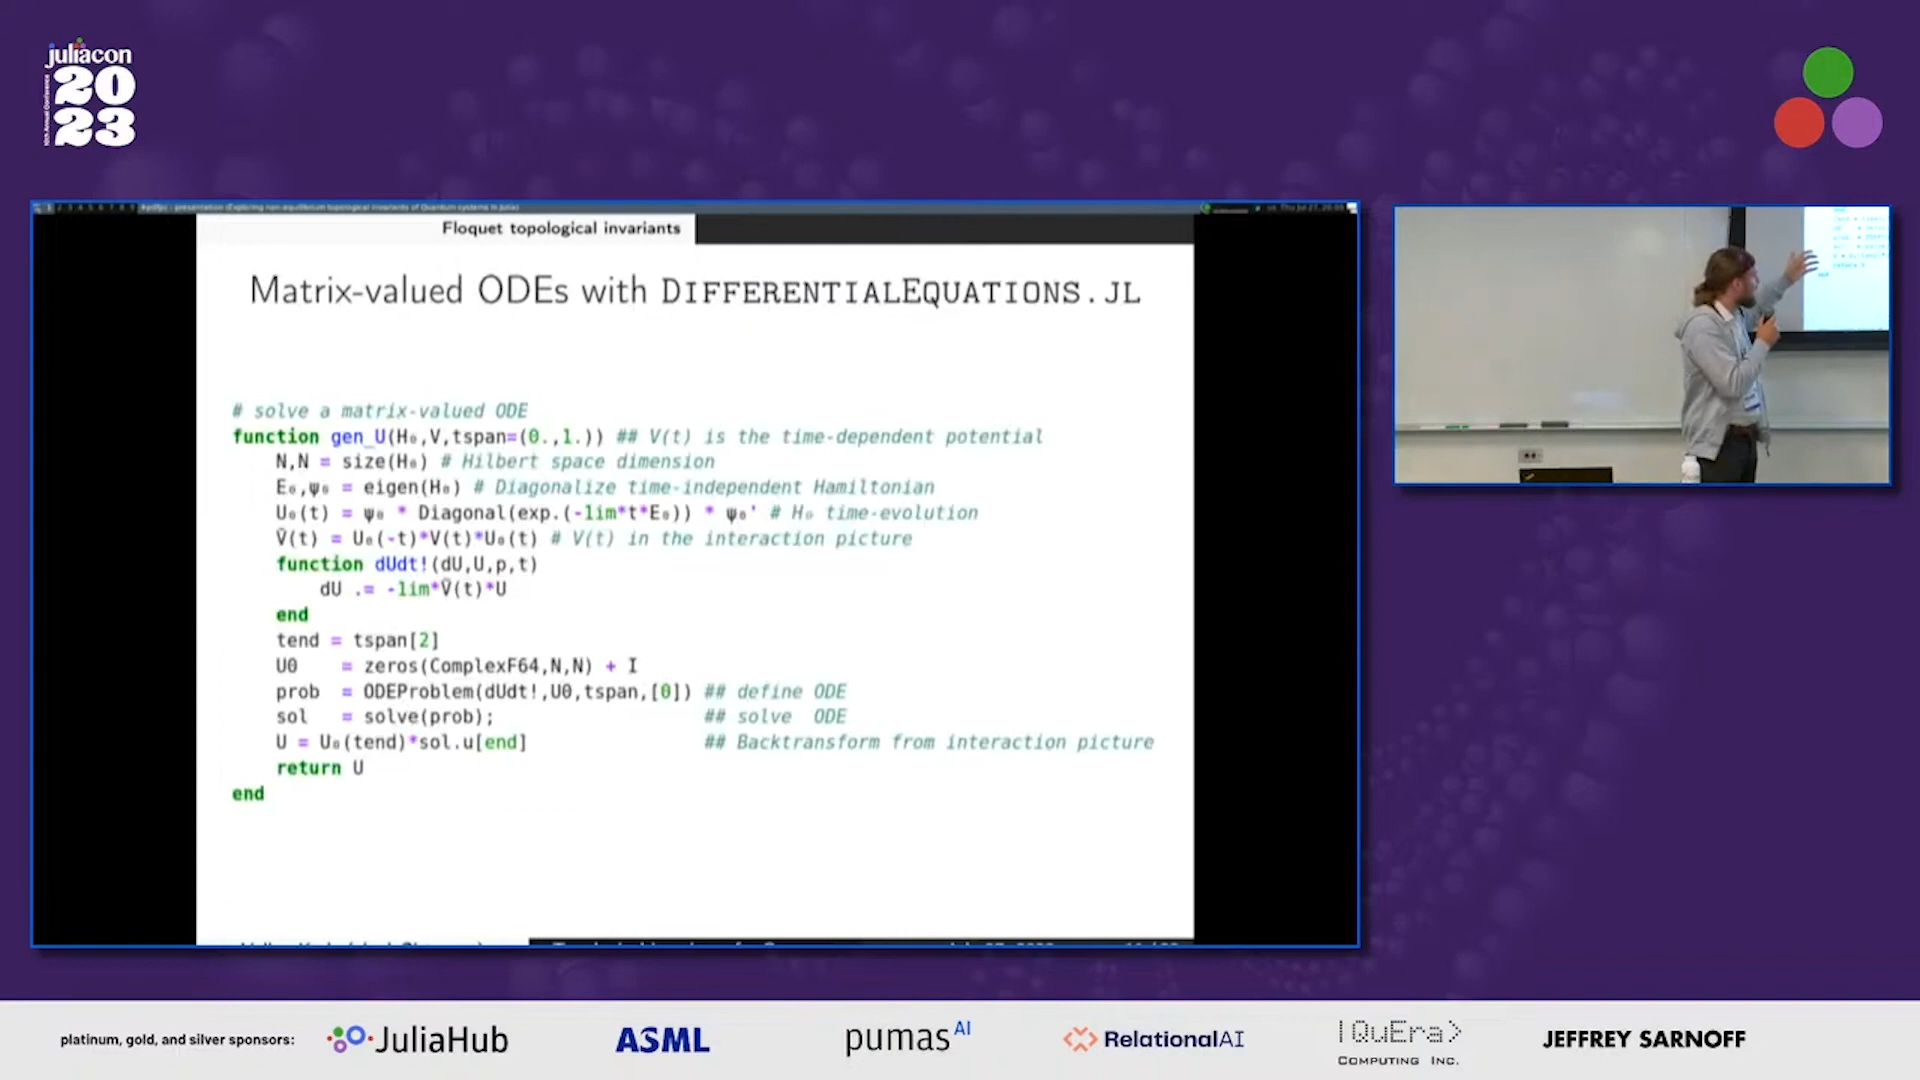 juliacon
20
23
Floquet topological invariants
Matrix-valued ODEs with DIFFERENTIALEQUATIONS.JL
# solve a matrix-valued ODE
function gen_U(H₀,V,tspan=(0.,1.)) ## V(t) is the time-dependent potential
N,N = size(H₀) # Hilbert space dimension
E₀,ψ₀ = eigen(H₀) # Diagonalize time-independent Hamiltonian
U₀(t) = ψ₀ * Diagonal(exp.(-1im*t*E₀)) * ψ₀' # H₀ time-evolution
Ṽ(t) = U₀(-t)*V(t)*U₀(t) # V(t) in the interaction picture
function dUdt!(dU,U,p,t)
dU .= -1im*Ṽ(t)*U
end
tend = tspan[2]
U0 = zeros(ComplexF64,N,N) + I
prob = ODEProblem(dUdt!,U0,tspan,[0]) ## define ODE
sol = solve(prob); ## solve ODE
U = U₀(tend)*sol.u[end] ## Backtransform from interaction picture
return U
end
platinum, gold, and silver sponsors:
JuliaHub
ASML
pumas AI
RelationalAI
|QuEra>
COMPUTING INC.
JEFFREY SARNOFF